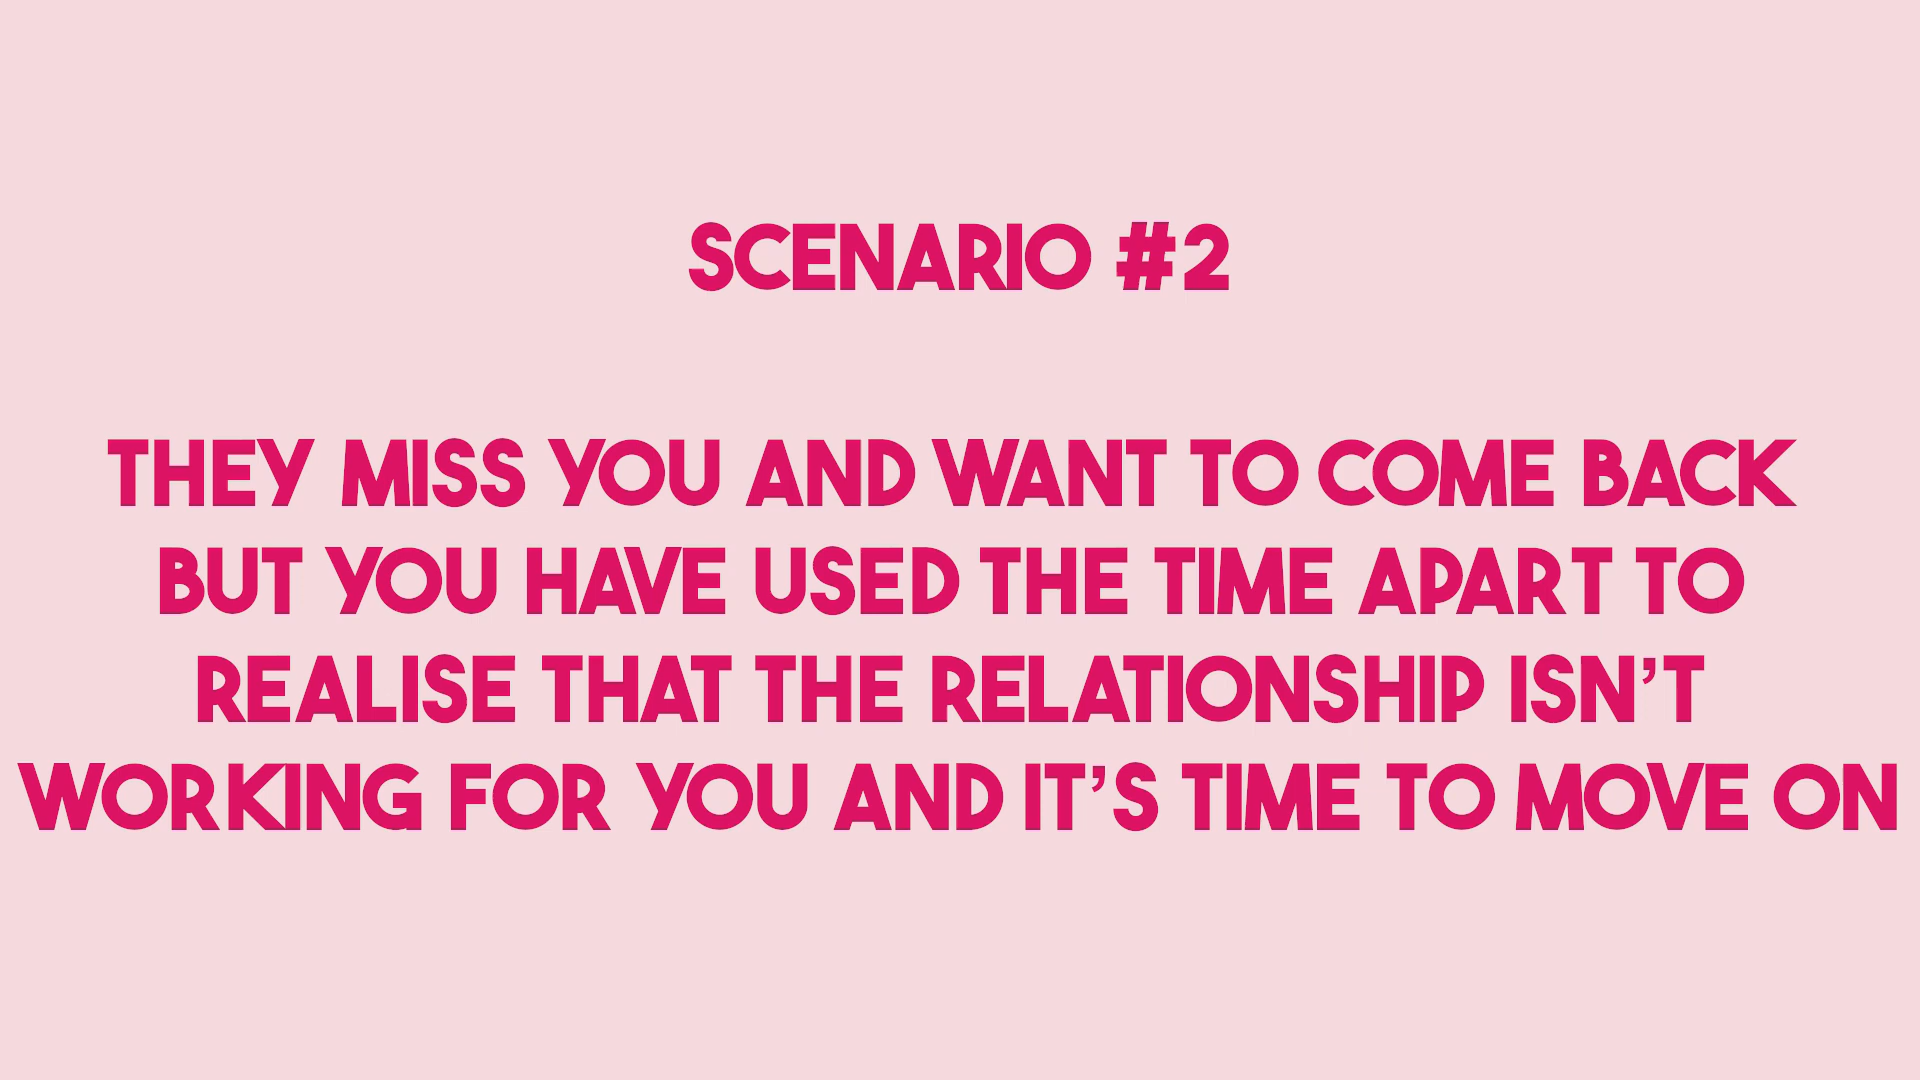 SCENARIO #2
THEY MISS YOU AND WANT TO COME BACK
BUT YOU HAVE USED THE TIME APART TO
REALISE THAT THE RELATIONSHIP ISN’T
WORKING FOR YOU AND IT’S TIME TO MOVE ON